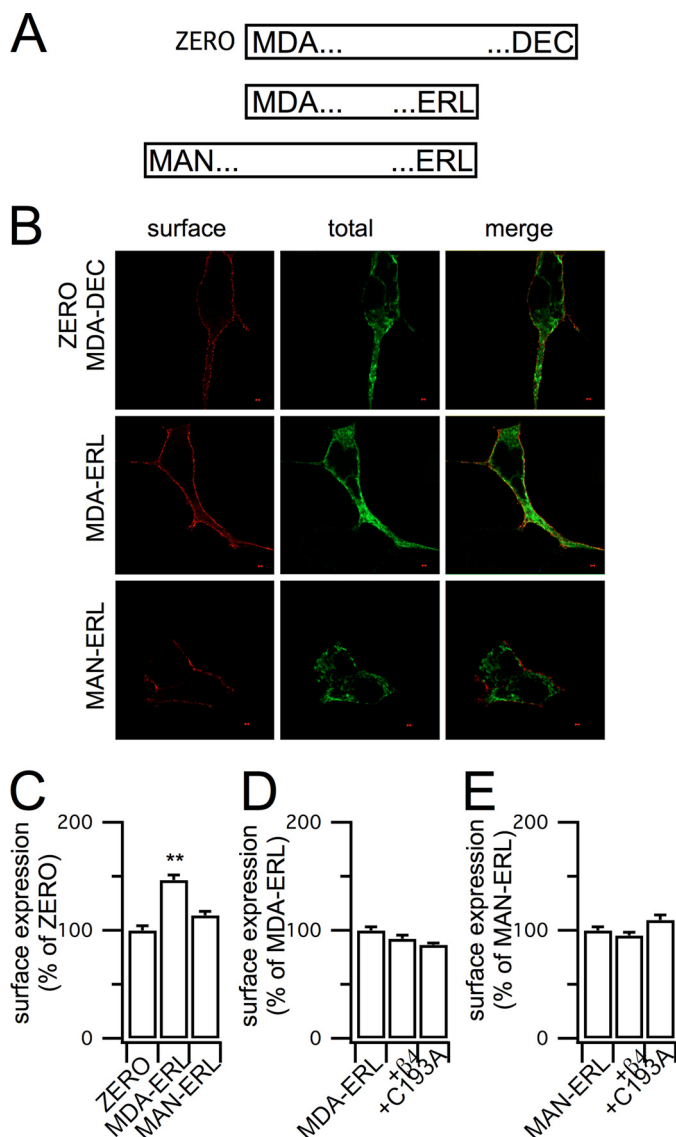 A
ZERO MDA... ...DEC
MDA... ...ERL
MAN... ...ERL
B
surface total merge
ZERO
MDA-DEC
MDA-ERL
MAN-ERL
C
surface expression
(% of ZERO)
200
100
0
**
ZERO
MDA-ERL
MAN-ERL
D
surface expression
(% of MDA-ERL)
200
100
0
MDA-ERL
+β4
+C193A
E
surface expression
(% of MAN-ERL)
200
100
0
MAN-ERL
+β4
+C193A